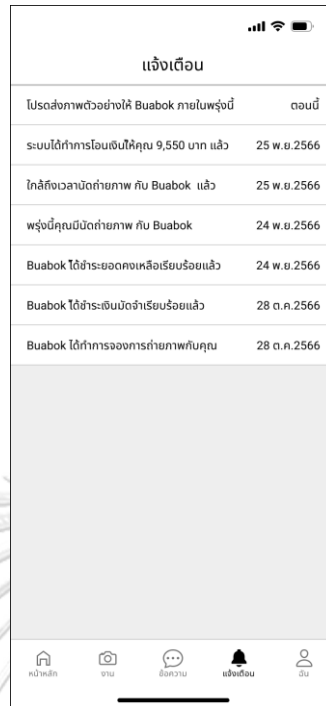 แจ้งเตือน
โปรดส่งภาพตัวอย่างให้ Buabok ภายในพรุ่งนี้ ตอนนี้
ระบบได้ทำการโอนเงินให้คุณ 9,550 บาท แล้ว 25 พ.ย.2566
ใกล้ถึงเวลานัดถ่ายภาพ กับ Buabok แล้ว 25 พ.ย.2566
พรุ่งนี้คุณมีนัดถ่ายภาพ กับ Buabok 24 พ.ย.2566
Buabok ได้ชำระยอดคงเหลือเรียบร้อยแล้ว 24 พ.ย.2566
Buabok ได้ชำระเงินมัดจำเรียบร้อยแล้ว 28 ต.ค.2566
Buabok ได้ทำการจองการถ่ายภาพกับคุณ 28 ต.ค.2566
หน้าหลัก งาน ข้อความ แจ้งเตือน ฉัน